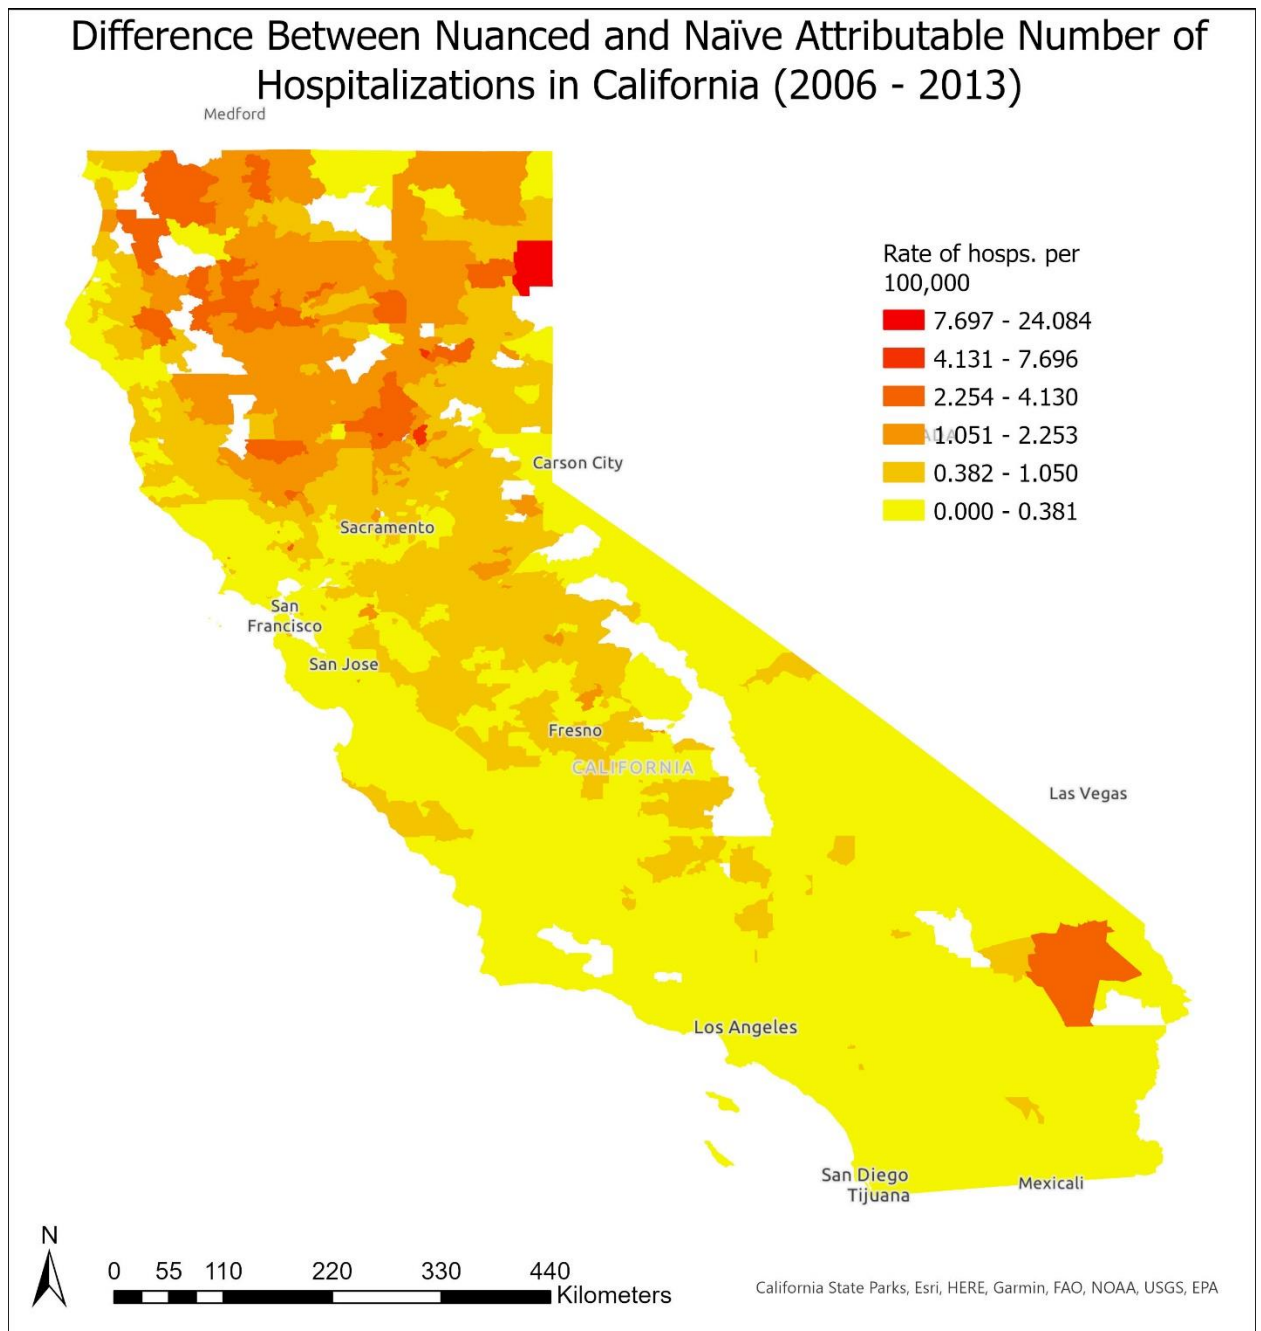 Difference Between Nuanced and Naïve Attributable Number of
Hospitalizations in California (2006 - 2013)
Medford
Rate of hosps. per
100,000
7.697 - 24.084
4.131 - 7.696
2.254 - 4.130
1.051 - 2.253
0.382 - 1.050
0.000 - 0.381
Carson City
Sacramento
San
Francisco
San Jose
Fresno
CALIFORNIA
Las Vegas
Los Angeles
San Diego
Tijuana
Mexicali
N
0 55 110 220 330 440
Kilometers
California State Parks, Esri, HERE, Garmin, FAO, NOAA, USGS, EPA